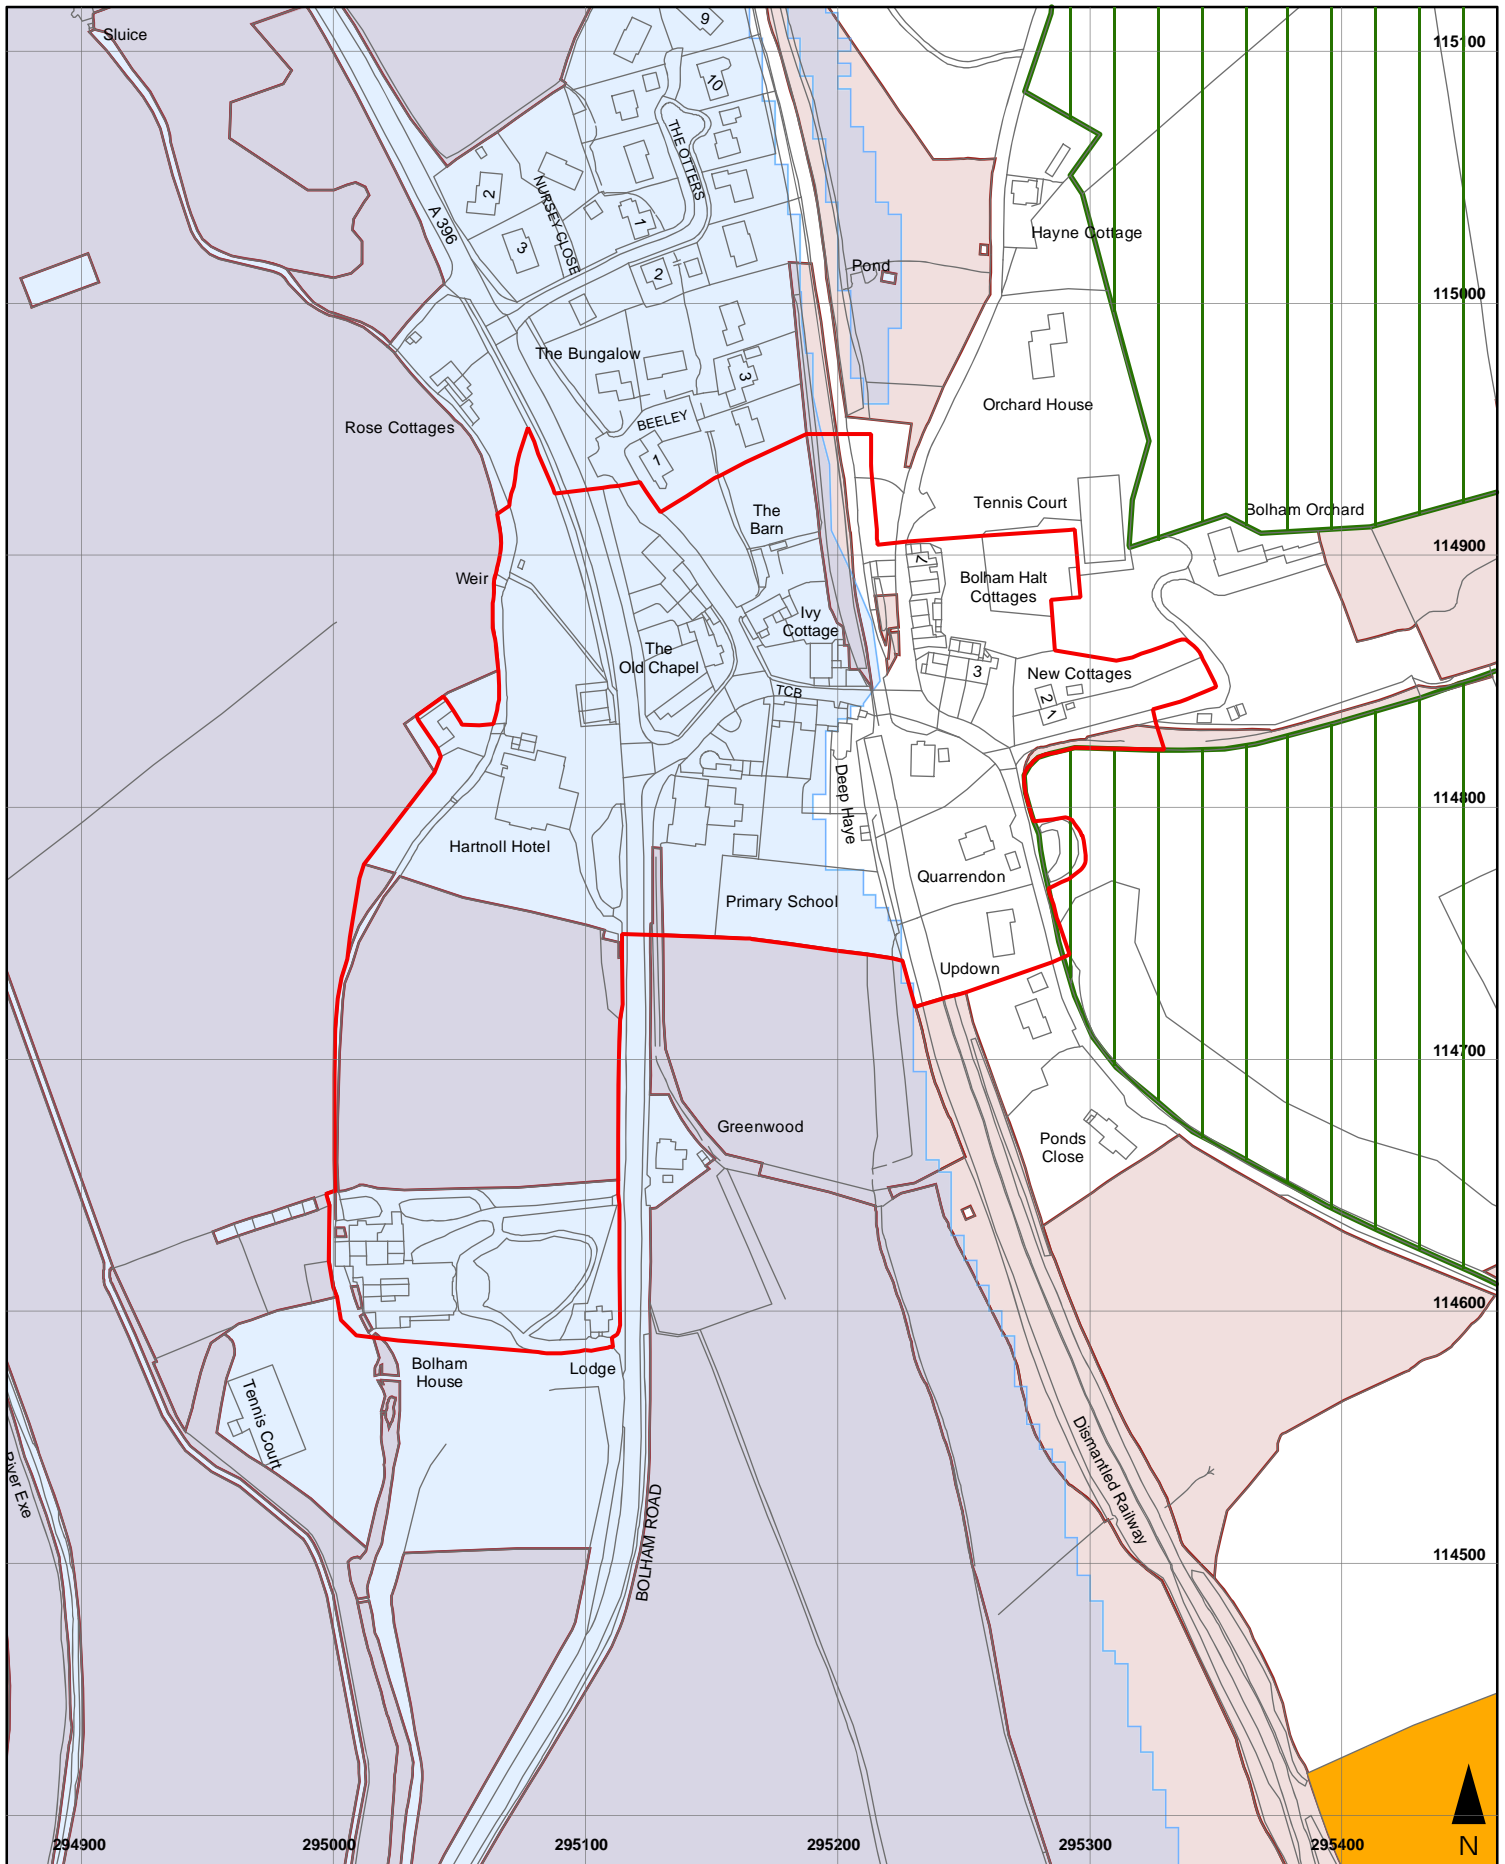 9
Sluice
115100
10
THE OTTERS
2
NURSEY CLOSE
1
A 396
3
Hayne Cottage
Pond
2
115000
The Bungalow
3
Orchard House
BEELEY
Rose Cottages
1
Tennis Court
Bolham Orchard
The
Barn
114900
7
Weir
Bolham Halt
Cottages
Ivy
Cottage
The
Old Chapel
3
New Cottages
TCB
2
1
Deep Haye
114800
Hartnoll Hotel
Quarrendon
Primary School
Updown
114700
Greenwood
Ponds
Close
114600
Bolham
House
Lodge
Tennis Court
Dismantled Railway
River Exe
BOLHAM ROAD
114500
294900
295000
295100
295200
295300
295400
N